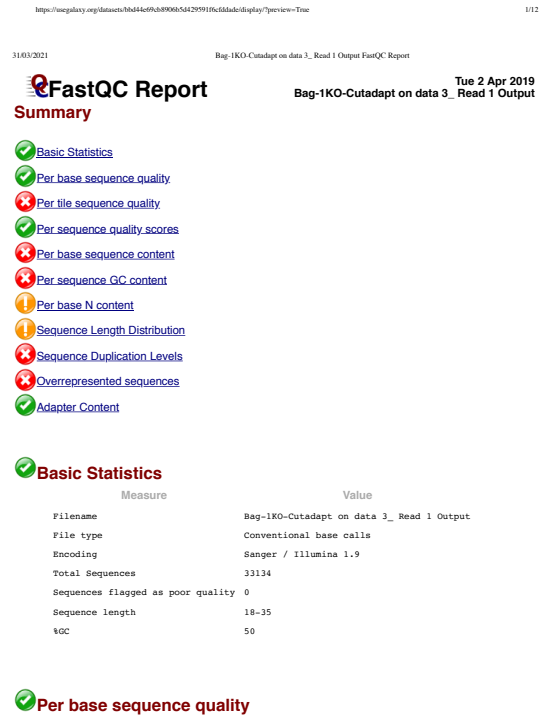 https://usegalaxy.org/datasets/bbd44e69cb8906b5d429591f6cfddade/display/?preview=True 1/12
31/03/2021 Bag-1KO-Cutadapt on data 3_ Read 1 Output FastQC Report
FastQC Report
Tue 2 Apr 2019
Bag-1KO-Cutadapt on data 3_ Read 1 Output
Summary
Basic Statistics
Per base sequence quality
Per tile sequence quality
Per sequence quality scores
Per base sequence content
Per sequence GC content
Per base N content
Sequence Length Distribution
Sequence Duplication Levels
Overrepresented sequences
Adapter Content
Basic Statistics
Measure Value
Filename Bag-1KO-Cutadapt on data 3_ Read 1 Output
File type Conventional base calls
Encoding Sanger / Illumina 1.9
Total Sequences 33134
Sequences flagged as poor quality 0
Sequence length 18-35
%GC 50
Per base sequence quality